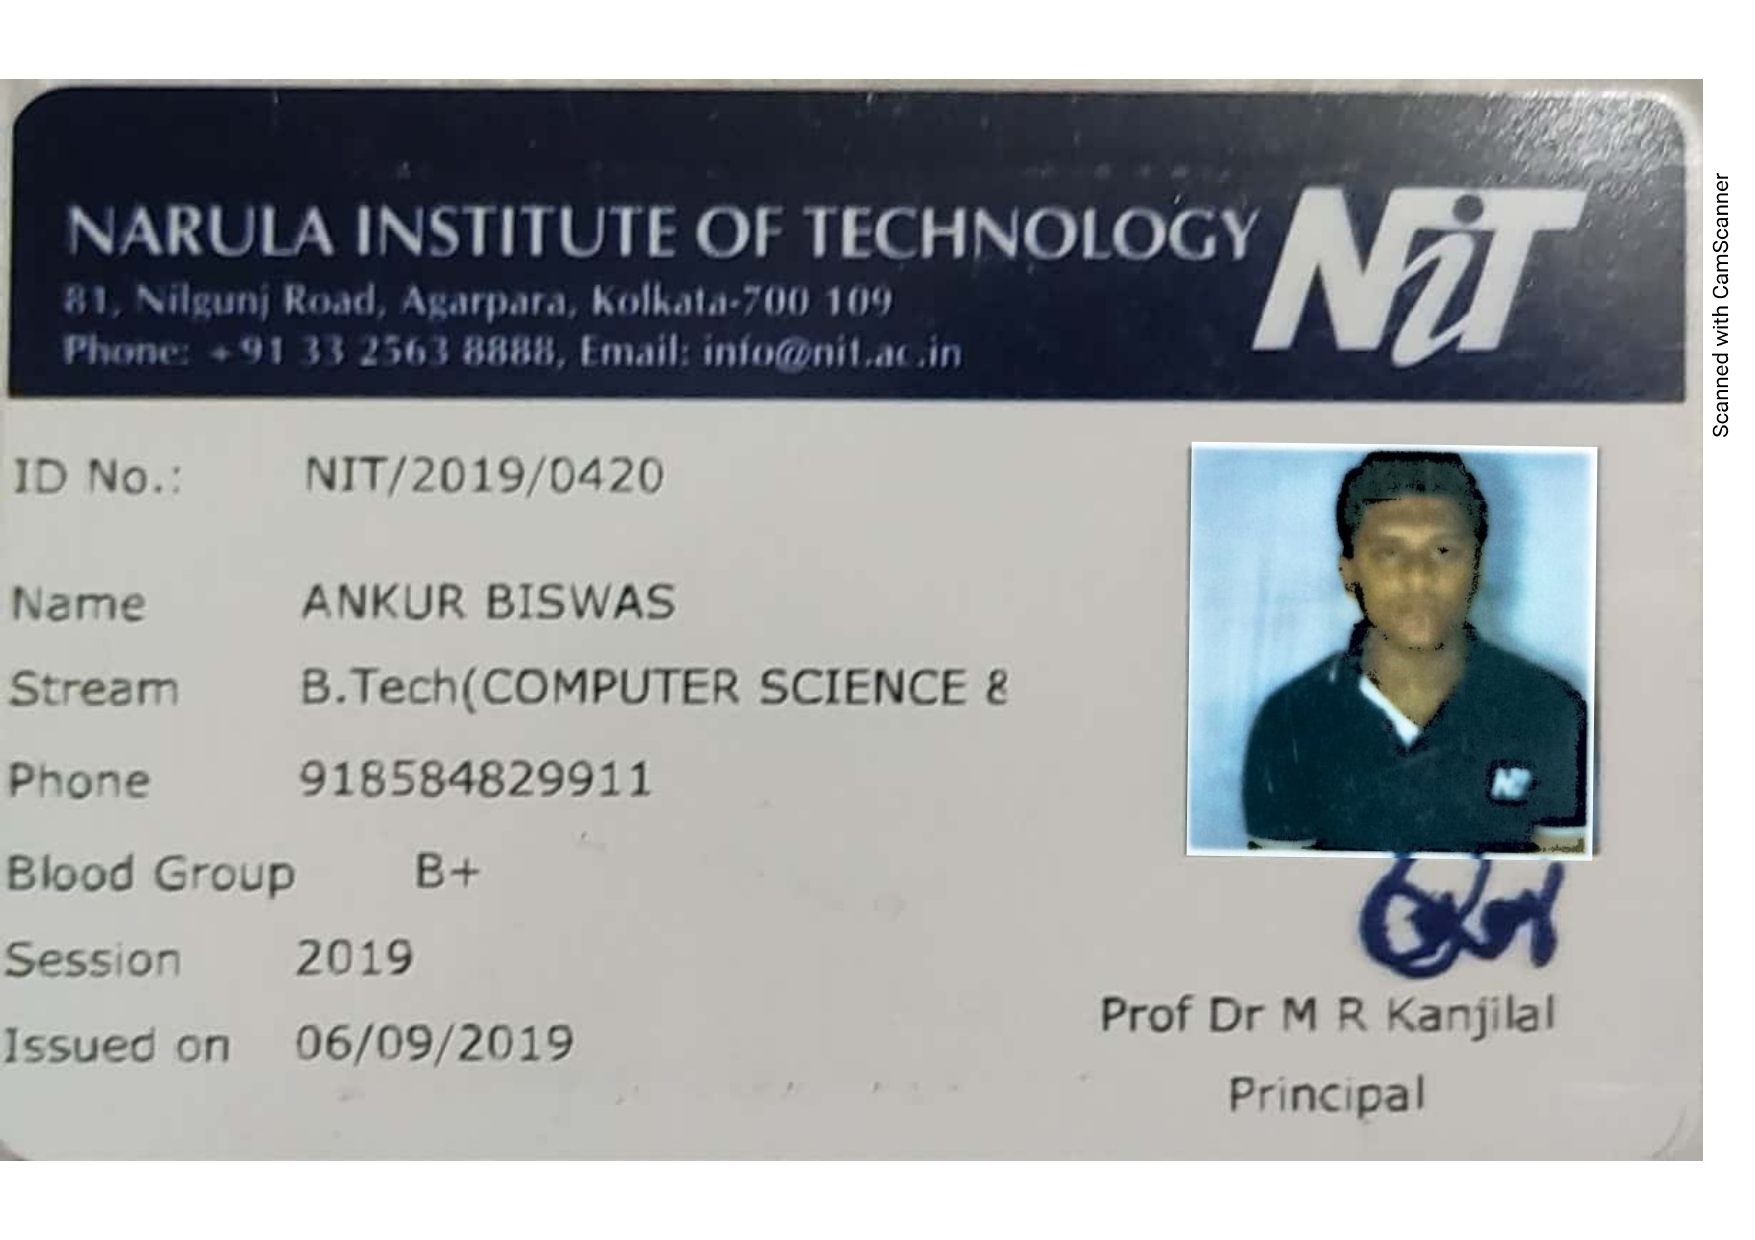 NARULA INSTITUTE OF TECHNOLOGY NiT
81, Nilgunj Road, Agarpara, Kolkata-700 109
Phone: +91 33 2563 8888, Email: info@nit.ac.in
ID No.: NIT/2019/0420
Name ANKUR BISWAS
Stream B.Tech(COMPUTER SCIENCE &
Phone 918584829911
Blood Group B+
Session 2019
Issued on 06/09/2019
NiT
Prof Dr M R Kanjilal
Principal
Scanned with CamScanner